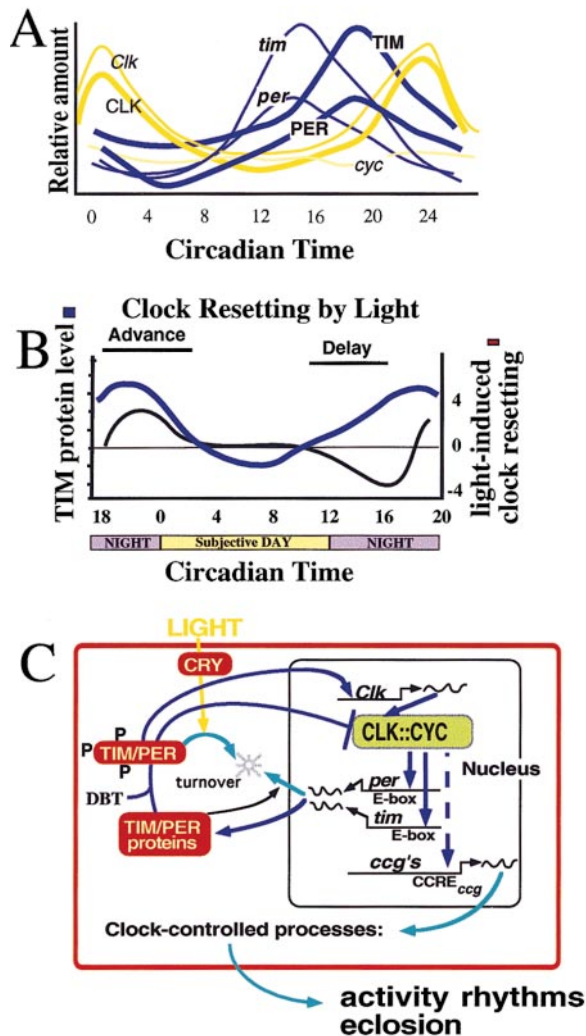 A
Relative amount
Clk
CLK
tim
per
TIM
PER
cyc
0 4 8 12 16 20 24
Circadian Time
B
Clock Resetting by Light
Advance
Delay
TIM protein level
light-induced
clock resetting
4
0
-4
18 0 4 8 12 16 20
NIGHT Subjective DAY NIGHT
Circadian Time
C
LIGHT
CRY
Clk
CLK::CYC
P
P TIM/PER
P
turnover
Nucleus
DBT
per
E-box
tim
E-box
TIM/PER
proteins
ccg's
CCRE ccg
Clock-controlled processes:
activity rhythms
eclosion